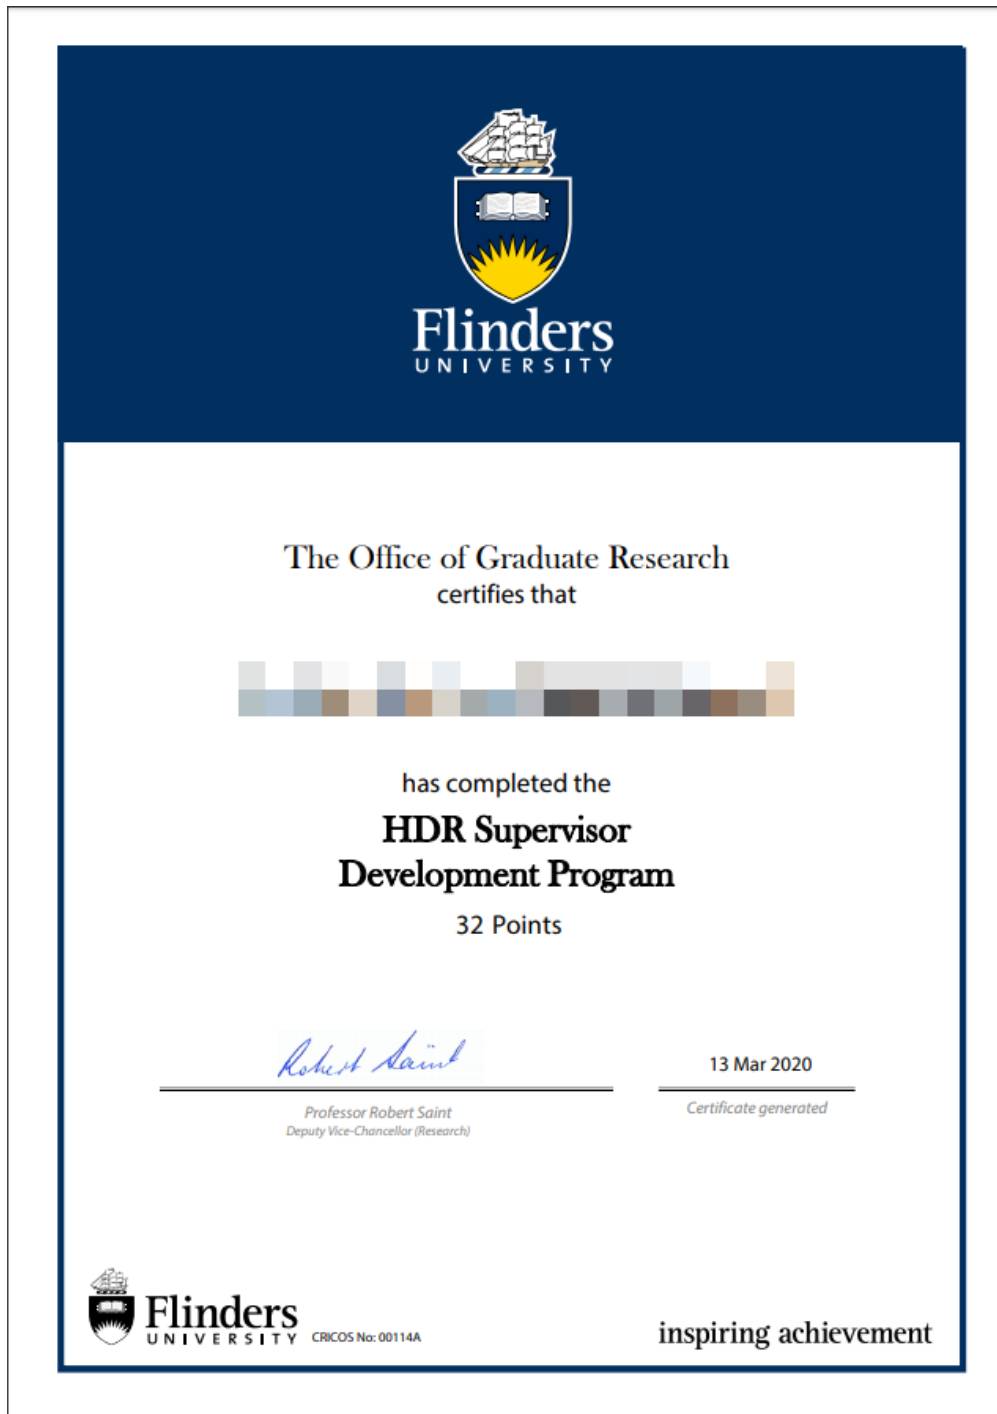 Flinders
UNIVERSITY
The Office of Graduate Research
certifies that
has completed the
HDR Supervisor
Development Program
32 Points
Robert Saint
13 Mar 2020
Professor Robert Saint
Deputy Vice-Chancellor (Research)
Certificate generated
Flinders
UNIVERSITY
CRICOS No: 00114A
inspiring achievement